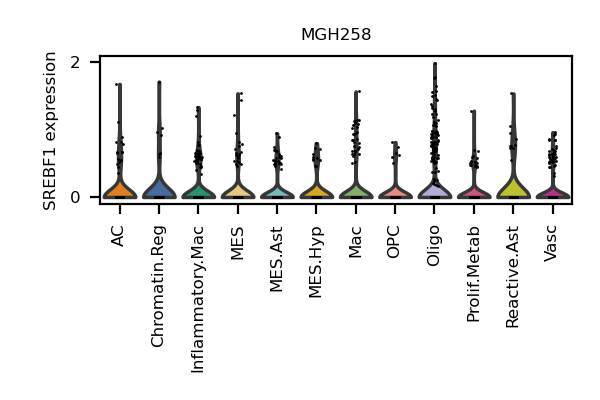 MGH258
SREBF1 expression
2
0
AC
Chromatin.Reg
Inflammatory.Mac
MES
MES.Ast
MES.Hyp
Mac
OPC
Oligo
Prolif.Metab
Reactive.Ast
Vasc